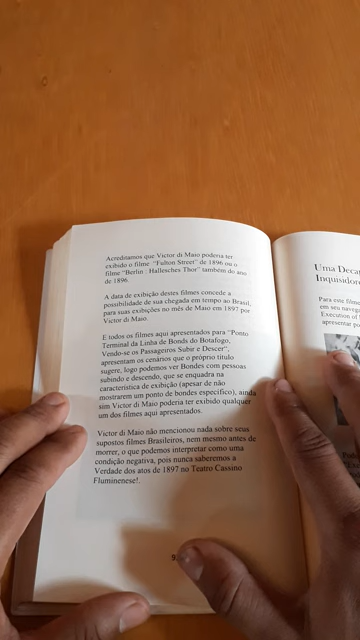 Acreditamos que Victor di Maio poderia ter
exibido o filme "Fulton Street" de 1896 ou o
filme "Berlin : Hallesches Thor" também do ano
de 1896.
A data de exibição destes filmes concede a
possibilidade de sua chegada em tempo ao Brasil,
para suas exibições no mês de Maio em 1897 por
Victor di Maio.
E todos os filmes aqui apresentados para "Ponto
Terminal da Linha de Bonds do Botafogo,
Vendo-se os Passageiros Subir e Descer",
apresentam os cenários que o próprio título
sugere, logo podemos ver Bondes com pessoas
subindo e descendo, que se enquadra na
característica de exibição (apesar de não
mostrarem um ponto de bondes especifico), ainda
sim Victor di Maio poderia ter exibido qualquer
um dos filmes aqui apresentados.
Victor di Maio não mencionou nada sobre seus
supostos filmes Brasileiros, nem mesmo antes de
morrer, o que podemos interpretar como uma
condição negativa, pois nunca saberemos a
Verdade dos atos de 1897 no Teatro Cassino
Fluminense!.
Uma
Para este
em seu
Execution of
apresentar